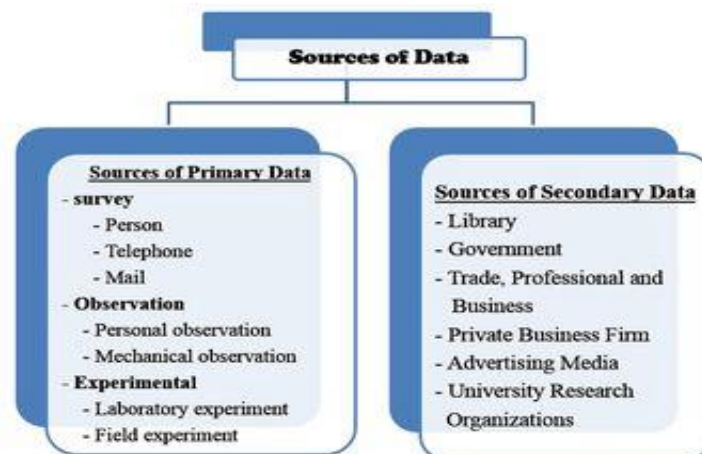 Sources of Data
Sources of Primary Data
- survey
- Person
- Telephone
- Mail
- Observation
- Personal observation
- Mechanical observation
- Experimental
- Laboratory experiment
- Field experiment
Sources of Secondary Data
- Library
- Government
- Trade, Professional and
Business
- Private Business Firm
- Advertising Media
- University Research
Organizations